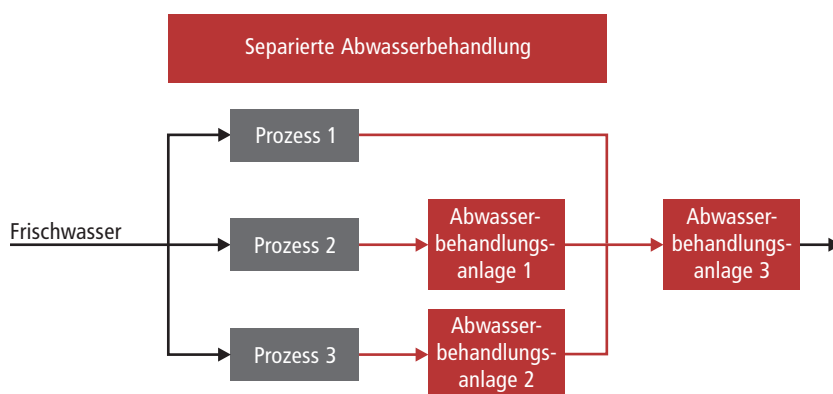 Separierte Abwasserbehandlung
Prozess 1
Frischwasser
Prozess 2
Abwasser-
behandlungs-
anlage 1
Abwasser-
behandlungs-
anlage 3
Prozess 3
Abwasser-
behandlungs-
anlage 2